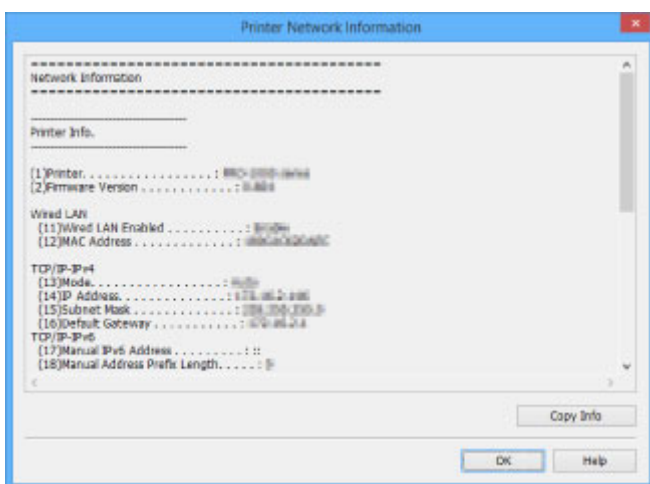 Printer Network Information
========================================
Network Information
========================================
----------------------------------------
Printer Info.
----------------------------------------
(1)Printer. . . . . . . . . . . . . . . . . :
(2)Firmware Version . . . . . . . . . . . . :
Wired LAN
(11)Wired LAN Enabled . . . . . . . . . . :
(12)MAC Address . . . . . . . . . . . . . :
TCP/IP-IPv4
(13)Mode. . . . . . . . . . . . . . . . . :
(14)IP Address. . . . . . . . . . . . . . :
(15)Subnet Mask . . . . . . . . . . . . . :
(16)Default Gateway . . . . . . . . . . . :
TCP/IP-IPv6
(17)Manual IPv6 Address . . . . . . . . . : ::
(18)Manual Address Prefix Length. . . . . :
Copy Info
OK
Help